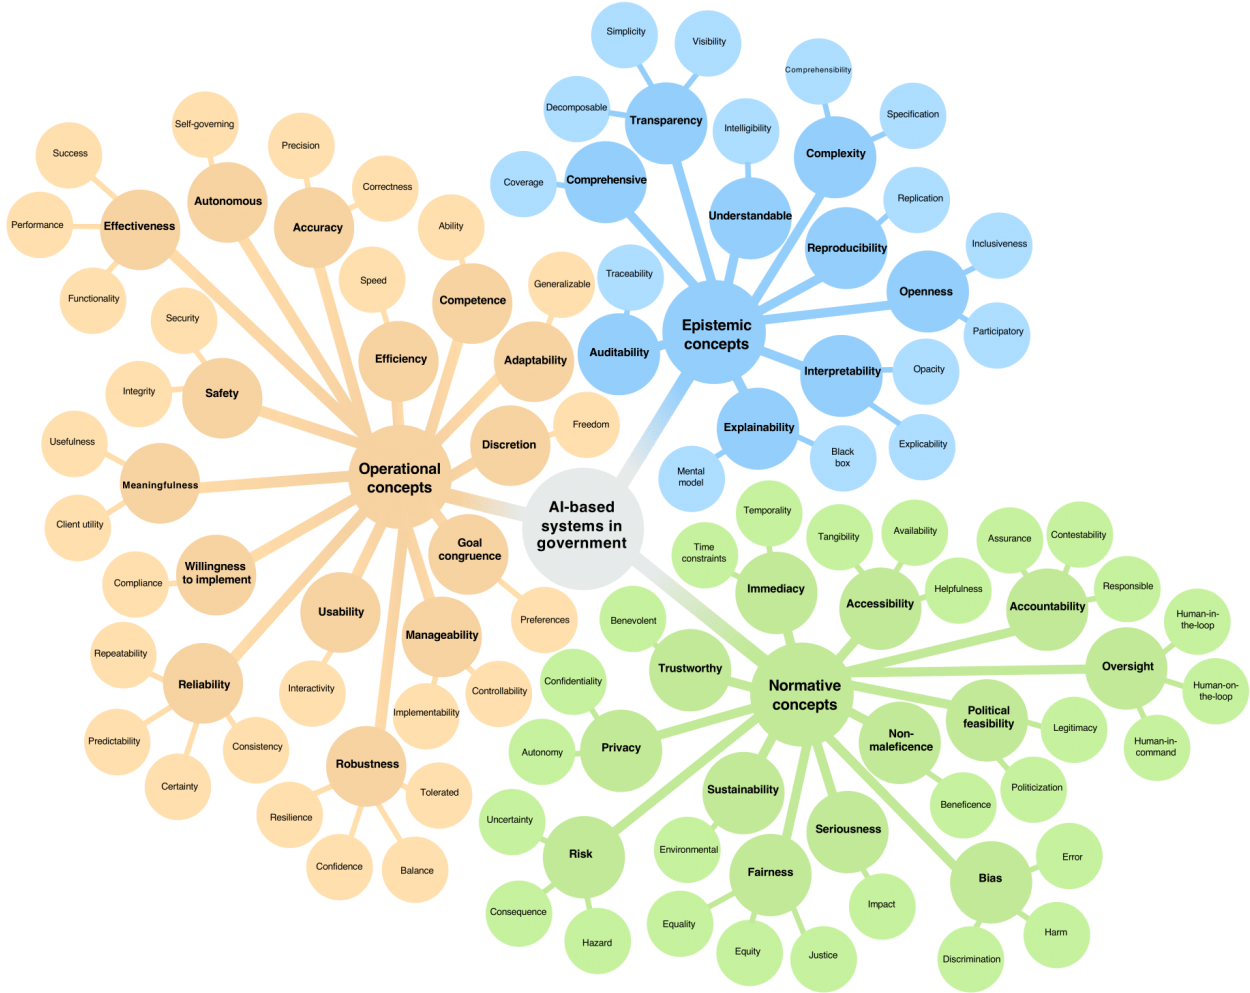 AI-based
systems in
government
Epistemic
concepts
Transparency
Simplicity
Visibility
Decomposable
Comprehensive
Coverage
Understandable
Intelligibility
Complexity
Comprehensibility
Specification
Reproducibility
Replication
Openness
Inclusiveness
Participatory
Interpretability
Opacity
Explicability
Explainability
Mental
model
Black
box
Auditability
Traceability
Operational
concepts
Effectiveness
Success
Performance
Functionality
Autonomous
Self-governing
Accuracy
Precision
Correctness
Efficiency
Speed
Competence
Ability
Adaptability
Generalizable
Discretion
Freedom
Safety
Security
Integrity
Meaningfulness
Usefulness
Client utility
Willingness
to implement
Compliance
Reliability
Repeatability
Predictability
Certainty
Consistency
Usability
Interactivity
Robustness
Resilience
Confidence
Balance
Tolerated
Manageability
Implementability
Controllability
Goal
congruence
Preferences
Normative
concepts
Immediacy
Temporality
Time
constraints
Accessibility
Tangibility
Availability
Helpfulness
Accountability
Assurance
Contestability
Responsible
Oversight
Human-in-
the-loop
Human-on-
the-loop
Human-in-
command
Political
feasibility
Legitimacy
Politicization
Non-
maleficence
Beneficence
Bias
Error
Harm
Discrimination
Seriousness
Impact
Fairness
Equality
Equity
Justice
Sustainability
Environmental
Risk
Uncertainty
Consequence
Hazard
Privacy
Confidentiality
Autonomy
Trustworthy
Benevolent